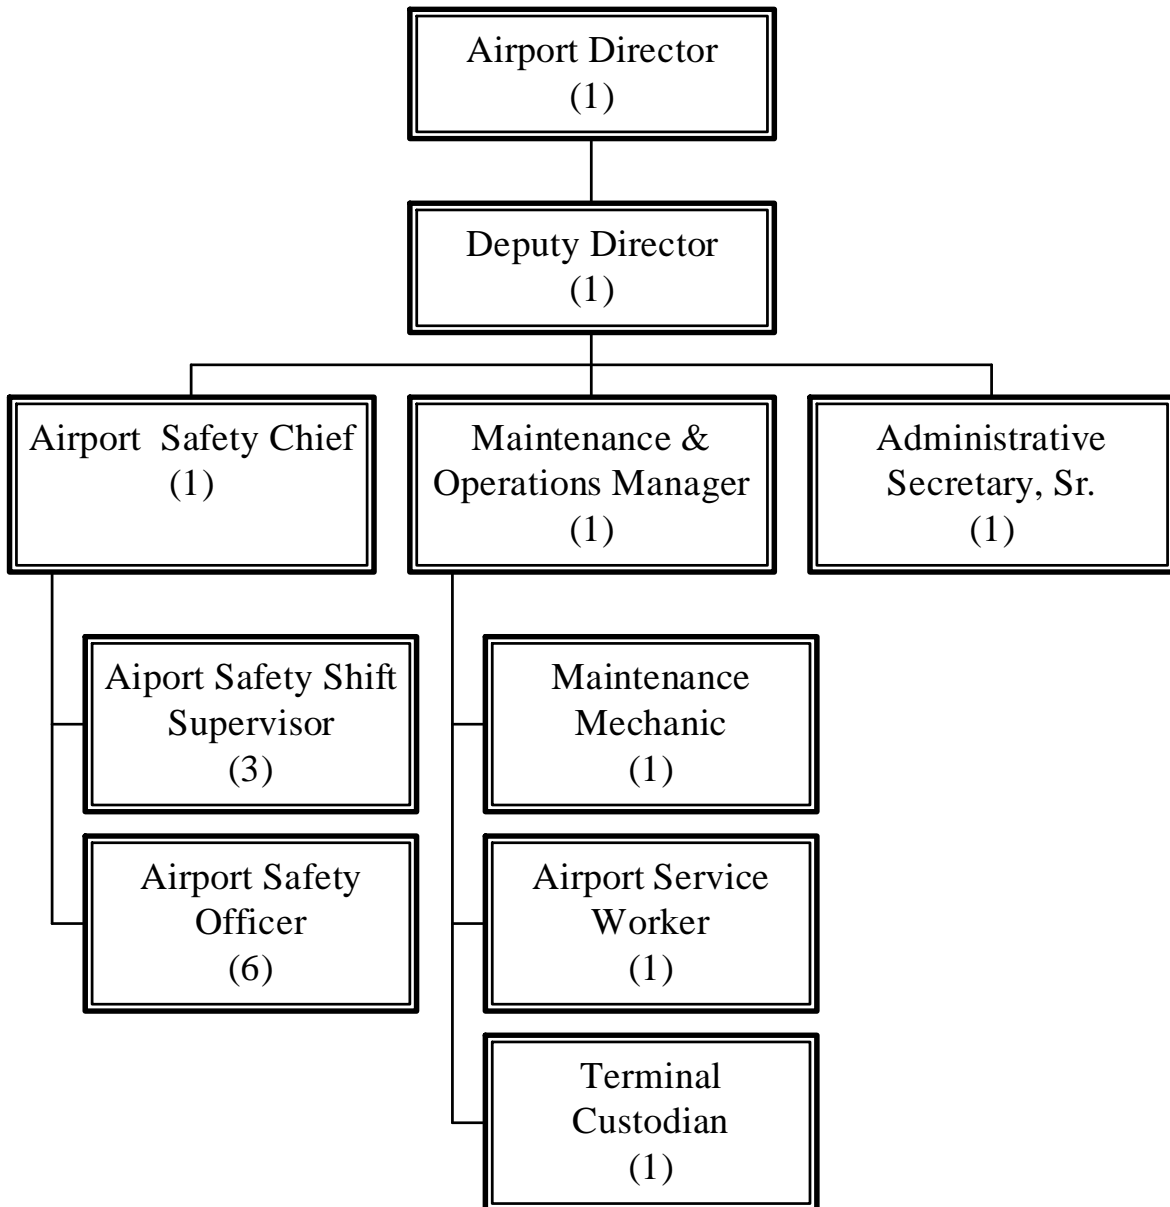 Airport Director
(1)
Deputy Director
(1)
Airport  Safety Chief
(1)
Maintenance &
Operations Manager
(1)
Administrative
Secretary, Sr.
(1)
Aiport Safety Shift
Supervisor
(3)
Airport Safety
Officer
(6)
Maintenance
Mechanic
(1)
Airport Service
Worker
(1)
Terminal
Custodian
(1)